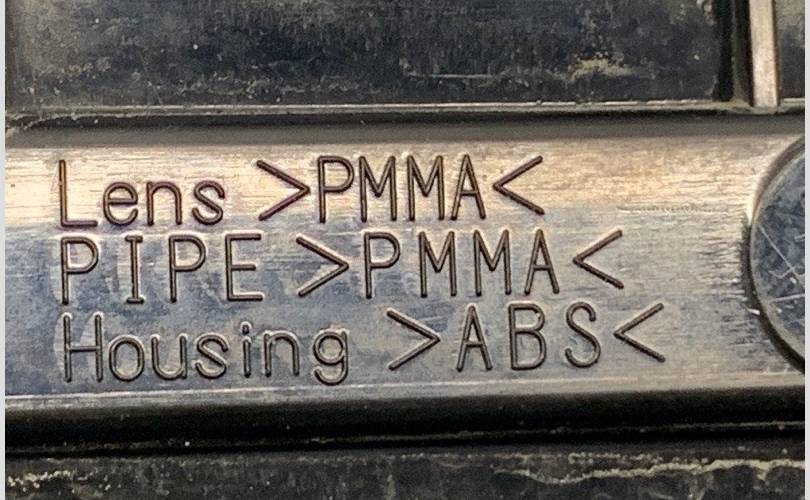 Lens >PMMA<
PIPE >PMMA<
Housing >ABS<